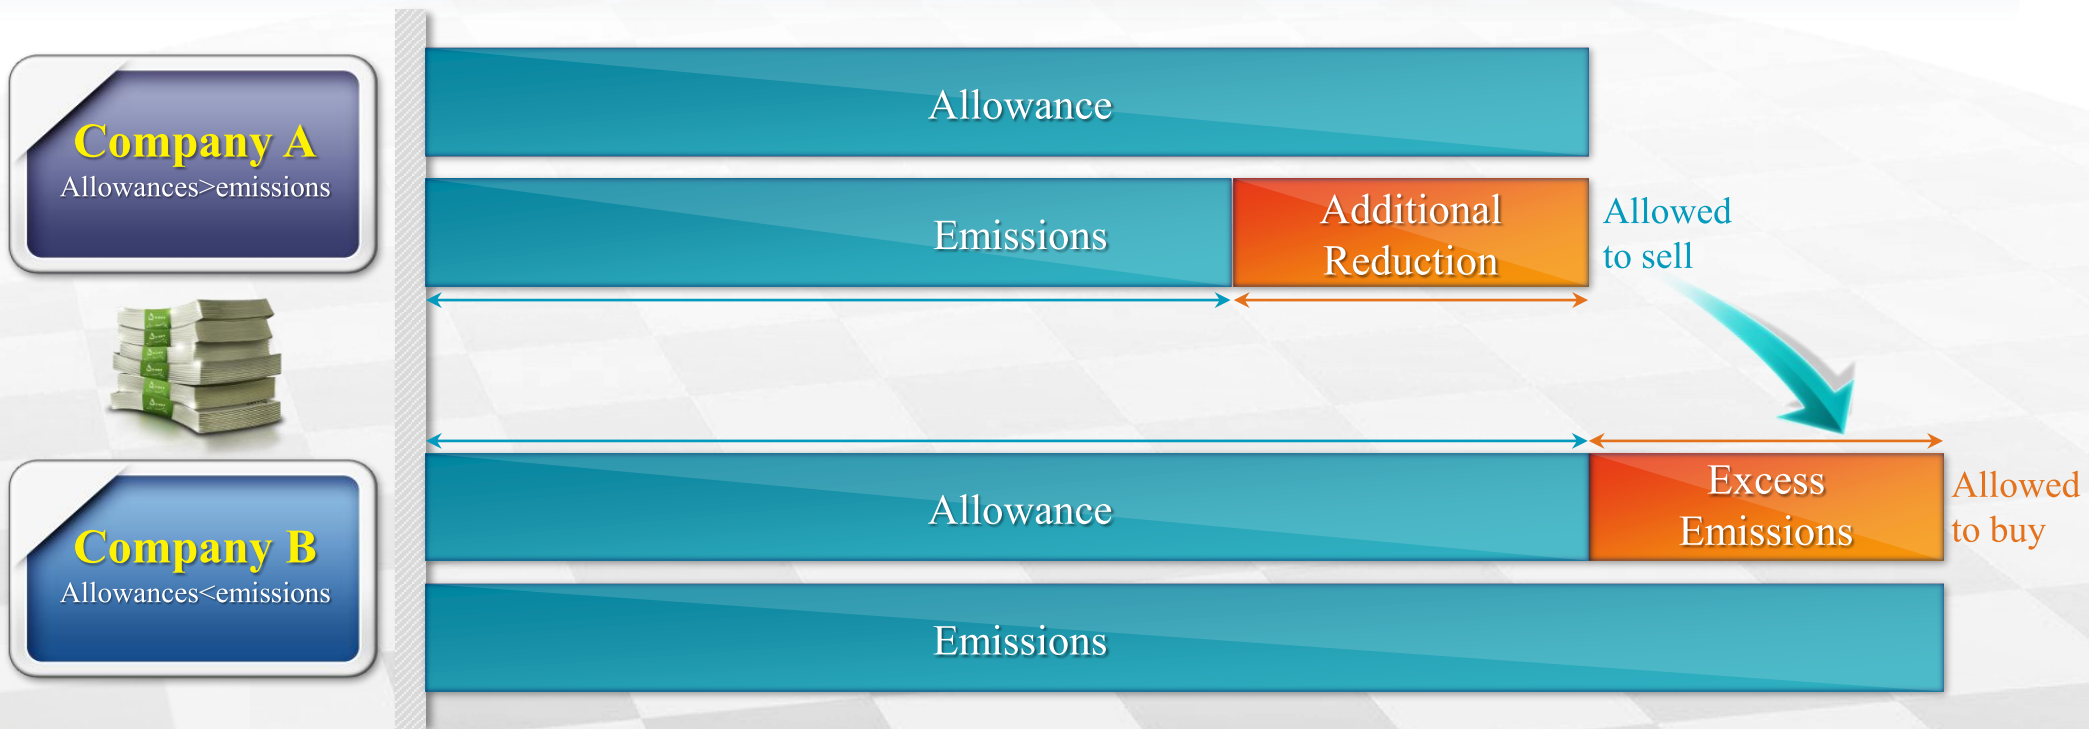 Company A
Allowances>emissions
Allowance
Emissions
Additional
Reduction
Allowed
to sell
Company B
Allowances<emissions
Allowance
Excess
Emissions
Allowed
to buy
Emissions